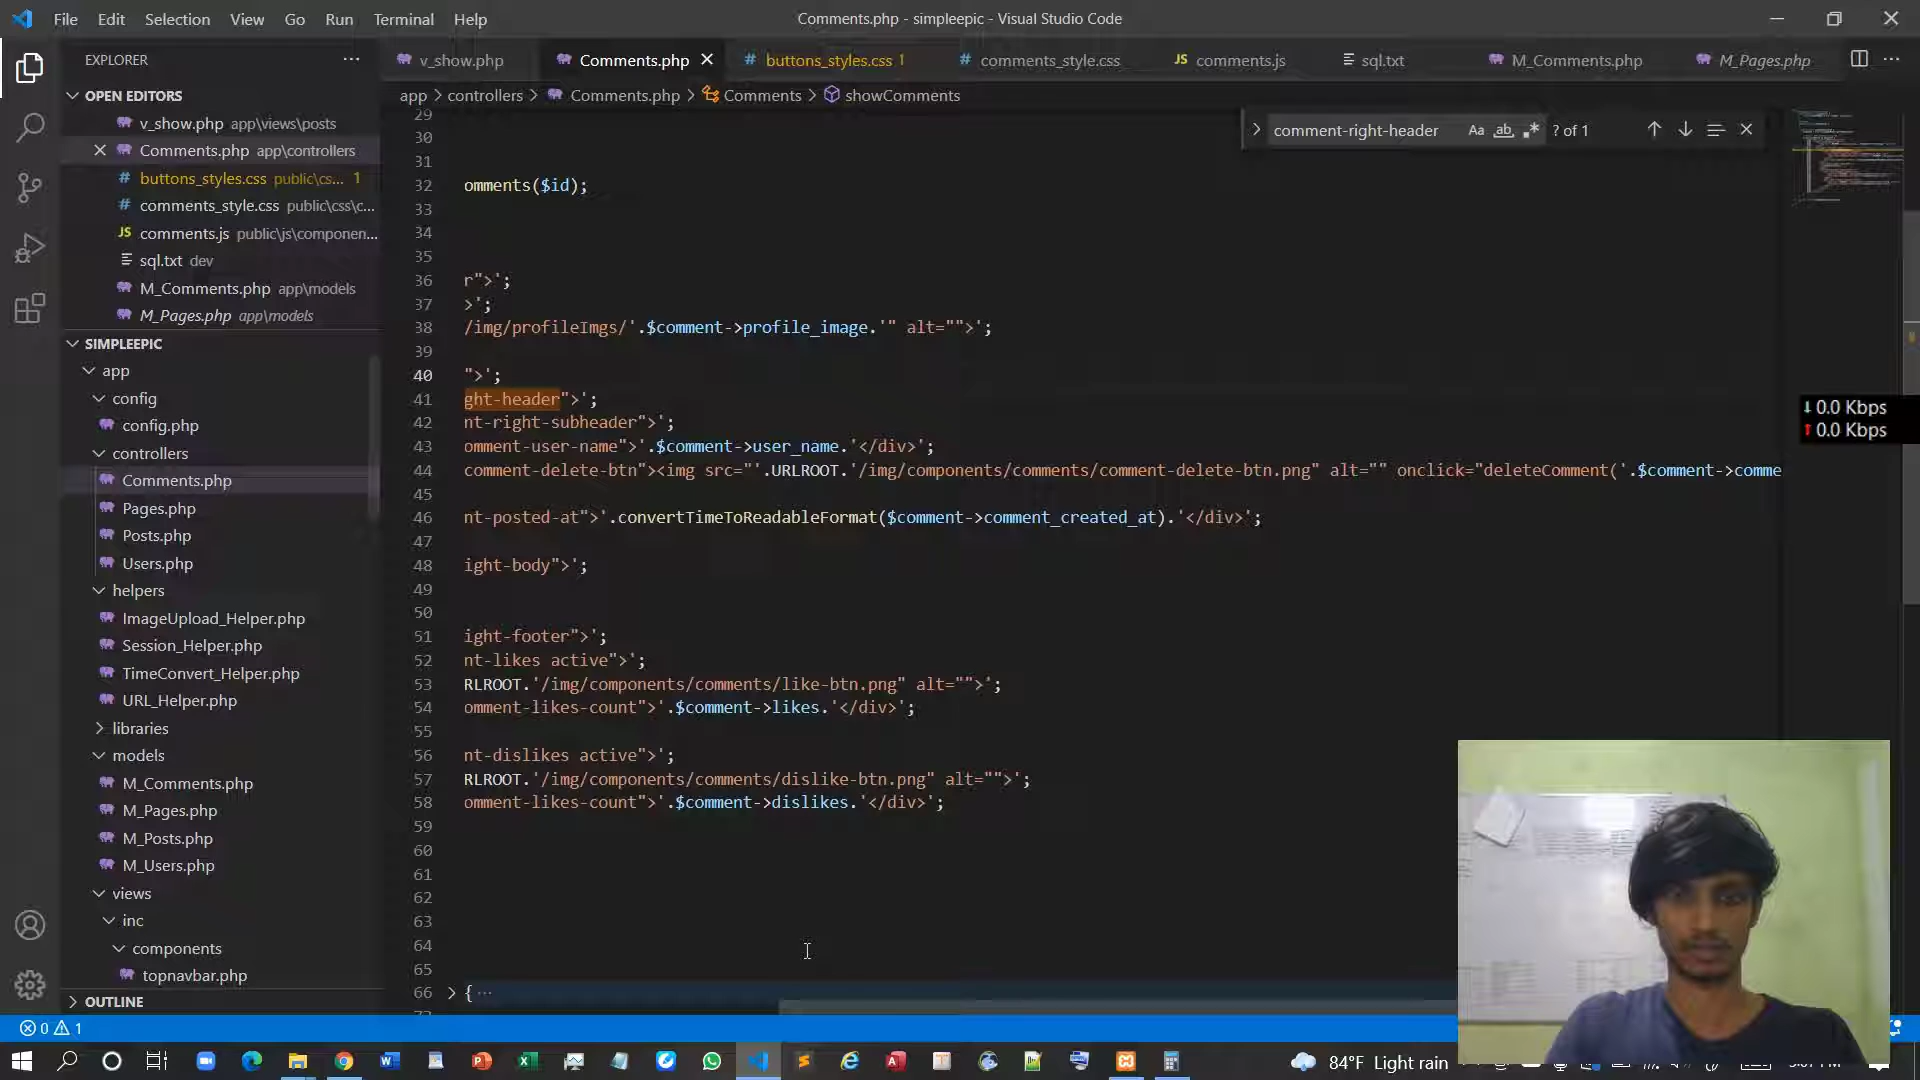 File Edit Selection View Go Run Terminal Help
Comments.php - simpleepic - Visual Studio Code
EXPLORER
OPEN EDITORS
v_show.php app\views\posts
Comments.php app\controllers
buttons_styles.css public\cs... 1
comments_style.css public\css\c...
JS comments.js public\js\componen...
sql.txt dev
M_Comments.php app\models
M_Pages.php app\models
SIMPLEEPIC
app
config
config.php
controllers
Comments.php
Pages.php
Posts.php
Users.php
helpers
ImageUpload_Helper.php
Session_Helper.php
TimeConvert_Helper.php
URL_Helper.php
libraries
models
M_Comments.php
M_Pages.php
M_Posts.php
M_Users.php
views
inc
components
topnavbar.php
OUTLINE
v_show.php Comments.php buttons_styles.css 1 comments_style.css JS comments.js sql.txt M_Comments.php M_Pages.php
app > controllers > Comments.php > Comments > showComments
comment-right-header Aa ab ? of 1
29
30
31
32 omments($id);
33
34
35
36 r">';
37 >';
38 /img/profileImgs/'.$comment->profile_image.'" alt="">';
39
40 ">';
41 ght-header">';
42 nt-right-subheader">';
43 omment-user-name">'.$comment->user_name.'</div>';
44 comment-delete-btn"><img src="'.URLROOT.'/img/components/comments/comment-delete-btn.png" alt="" onclick="deleteComment('.$comment->comme
45
46 nt-posted-at">'.convertTimeToReadableFormat($comment->comment_created_at).'</div>';
47
48 ight-body">';
49
50
51 ight-footer">';
52 nt-likes active">';
53 RLROOT.'/img/components/comments/like-btn.png" alt="">';
54 omment-likes-count">'.$comment->likes.'</div>';
55
56 nt-dislikes active">';
57 RLROOT.'/img/components/comments/dislike-btn.png" alt="">';
58 omment-likes-count">'.$comment->dislikes.'</div>';
59
60
61
62
63
64
65
66 > { ...
0.0 Kbps
0.0 Kbps
0 1
84°F Light rain